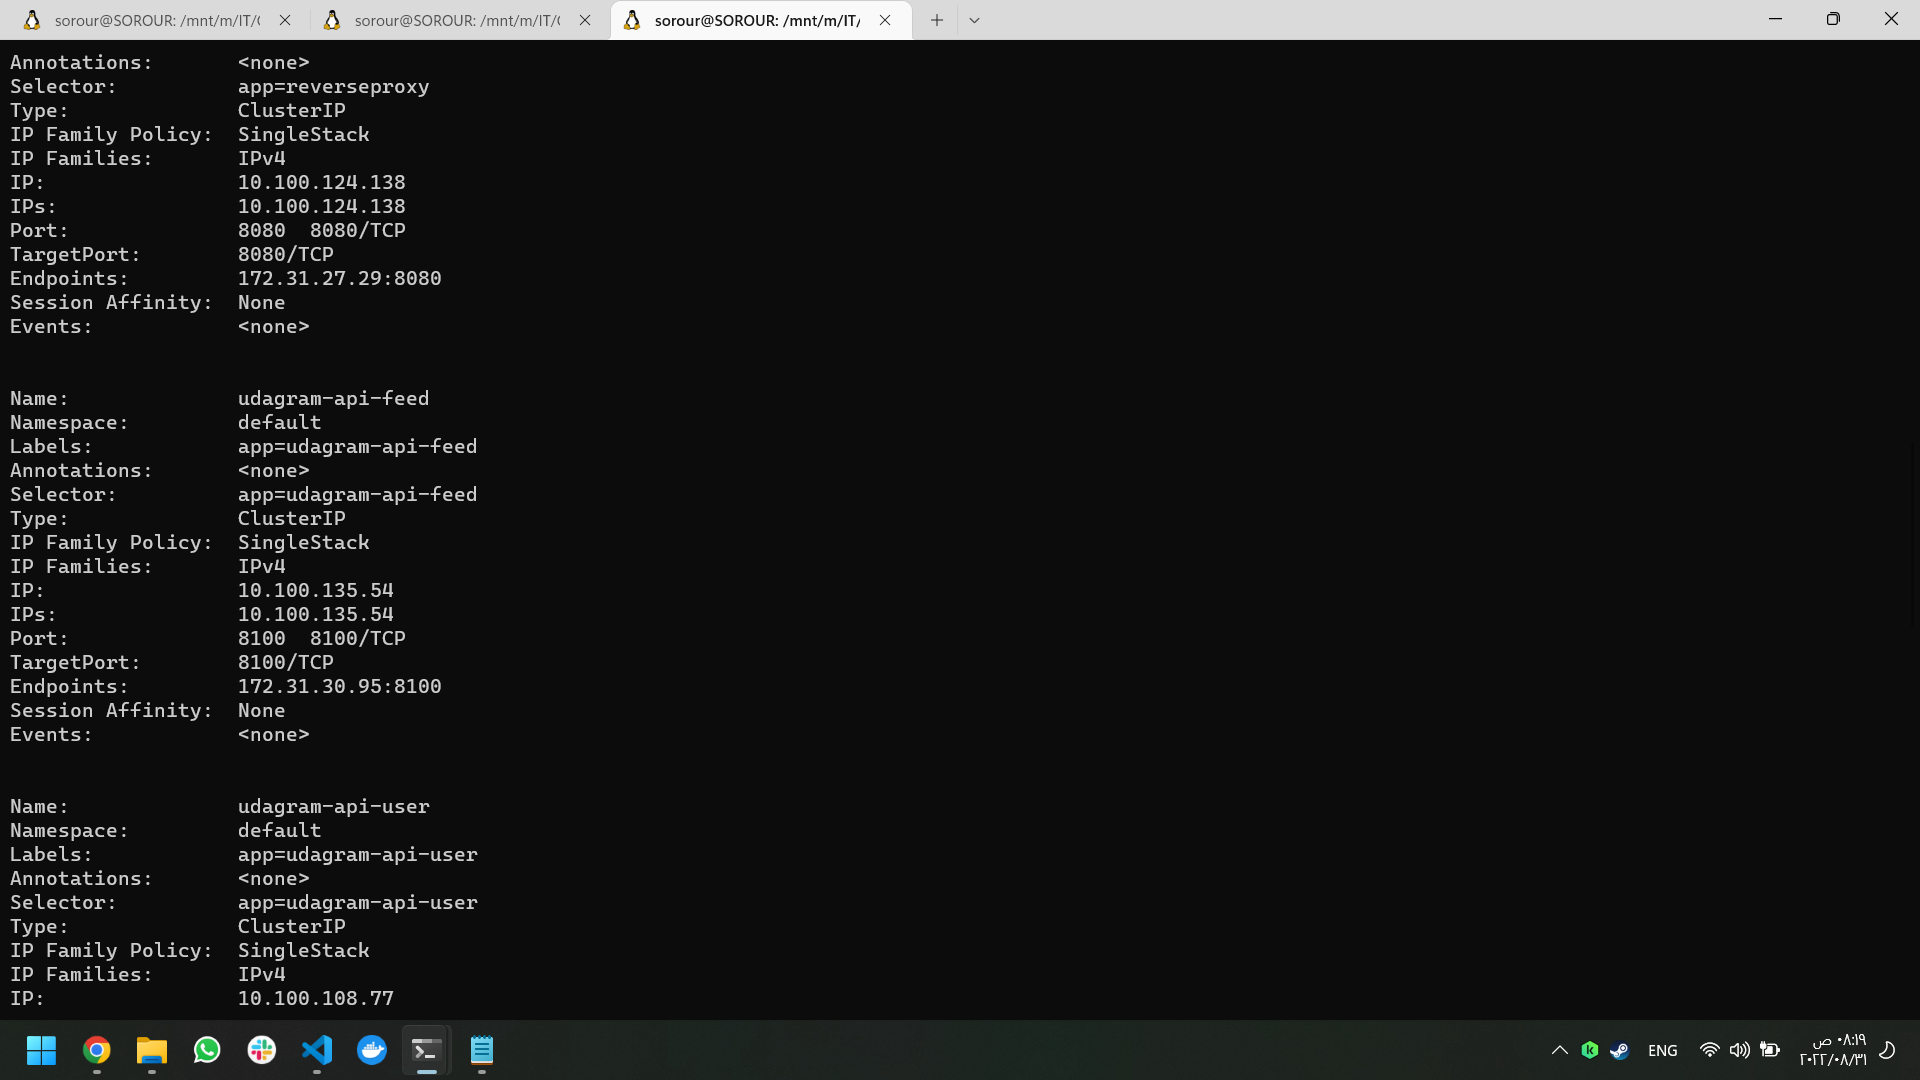 sorour@SOROUR: /mnt/m/IT/
sorour@SOROUR: /mnt/m/IT/
sorour@SOROUR: /mnt/m/IT/
Annotations: <none>
Selector: app=reverseproxy
Type: ClusterIP
IP Family Policy: SingleStack
IP Families: IPv4
IP: 10.100.124.138
IPs: 10.100.124.138
Port: 8080 8080/TCP
TargetPort: 8080/TCP
Endpoints: 172.31.27.29:8080
Session Affinity: None
Events: <none>
Name: udagram-api-feed
Namespace: default
Labels: app=udagram-api-feed
Annotations: <none>
Selector: app=udagram-api-feed
Type: ClusterIP
IP Family Policy: SingleStack
IP Families: IPv4
IP: 10.100.135.54
IPs: 10.100.135.54
Port: 8100 8100/TCP
TargetPort: 8100/TCP
Endpoints: 172.31.30.95:8100
Session Affinity: None
Events: <none>
Name: udagram-api-user
Namespace: default
Labels: app=udagram-api-user
Annotations: <none>
Selector: app=udagram-api-user
Type: ClusterIP
IP Family Policy: SingleStack
IP Families: IPv4
IP: 10.100.108.77
ENG
٠٨:١٩ ص
٢٠٢٢/٠٨/٣١